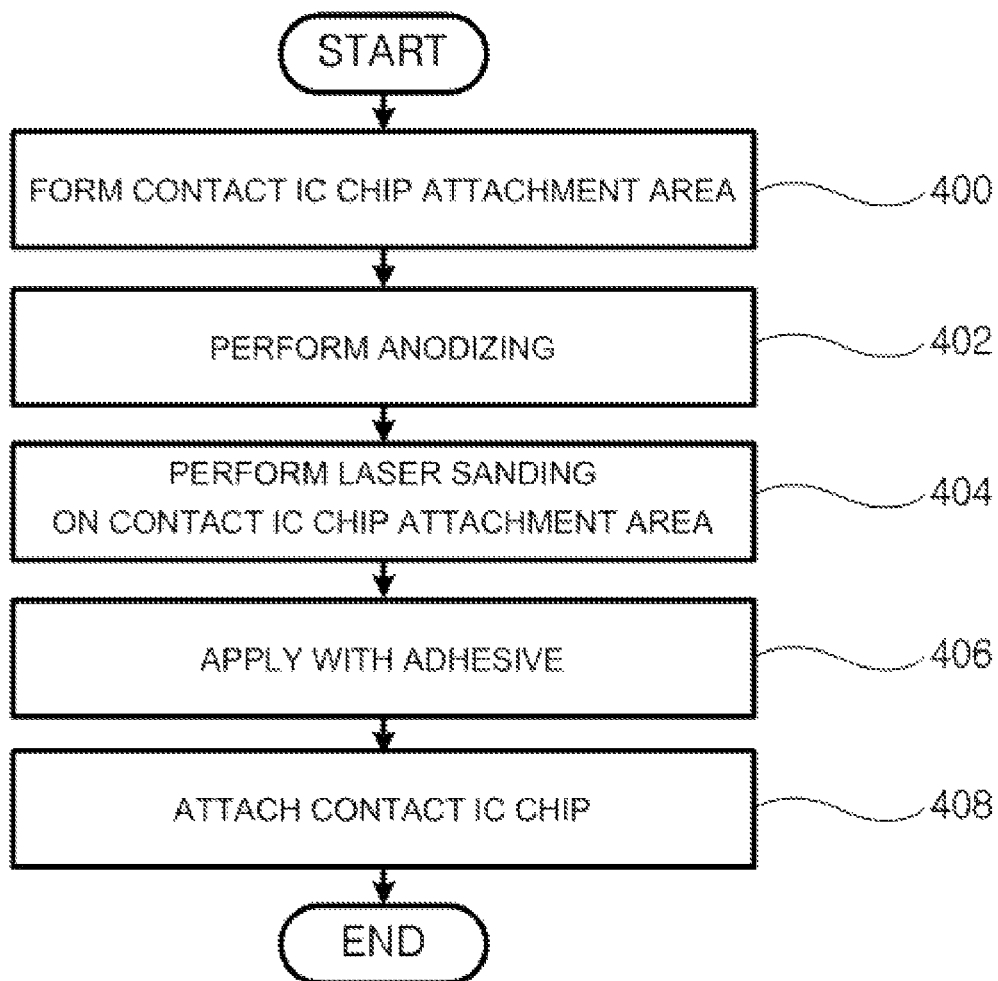 START
FORM CONTACT IC CHIP ATTACHMENT AREA
400
PERFORM ANODIZING
402
PERFORM LASER SANDING
ON CONTACT IC CHIP ATTACHMENT AREA
404
APPLY WITH ADHESIVE
406
ATTACH CONTACT IC CHIP
408
END